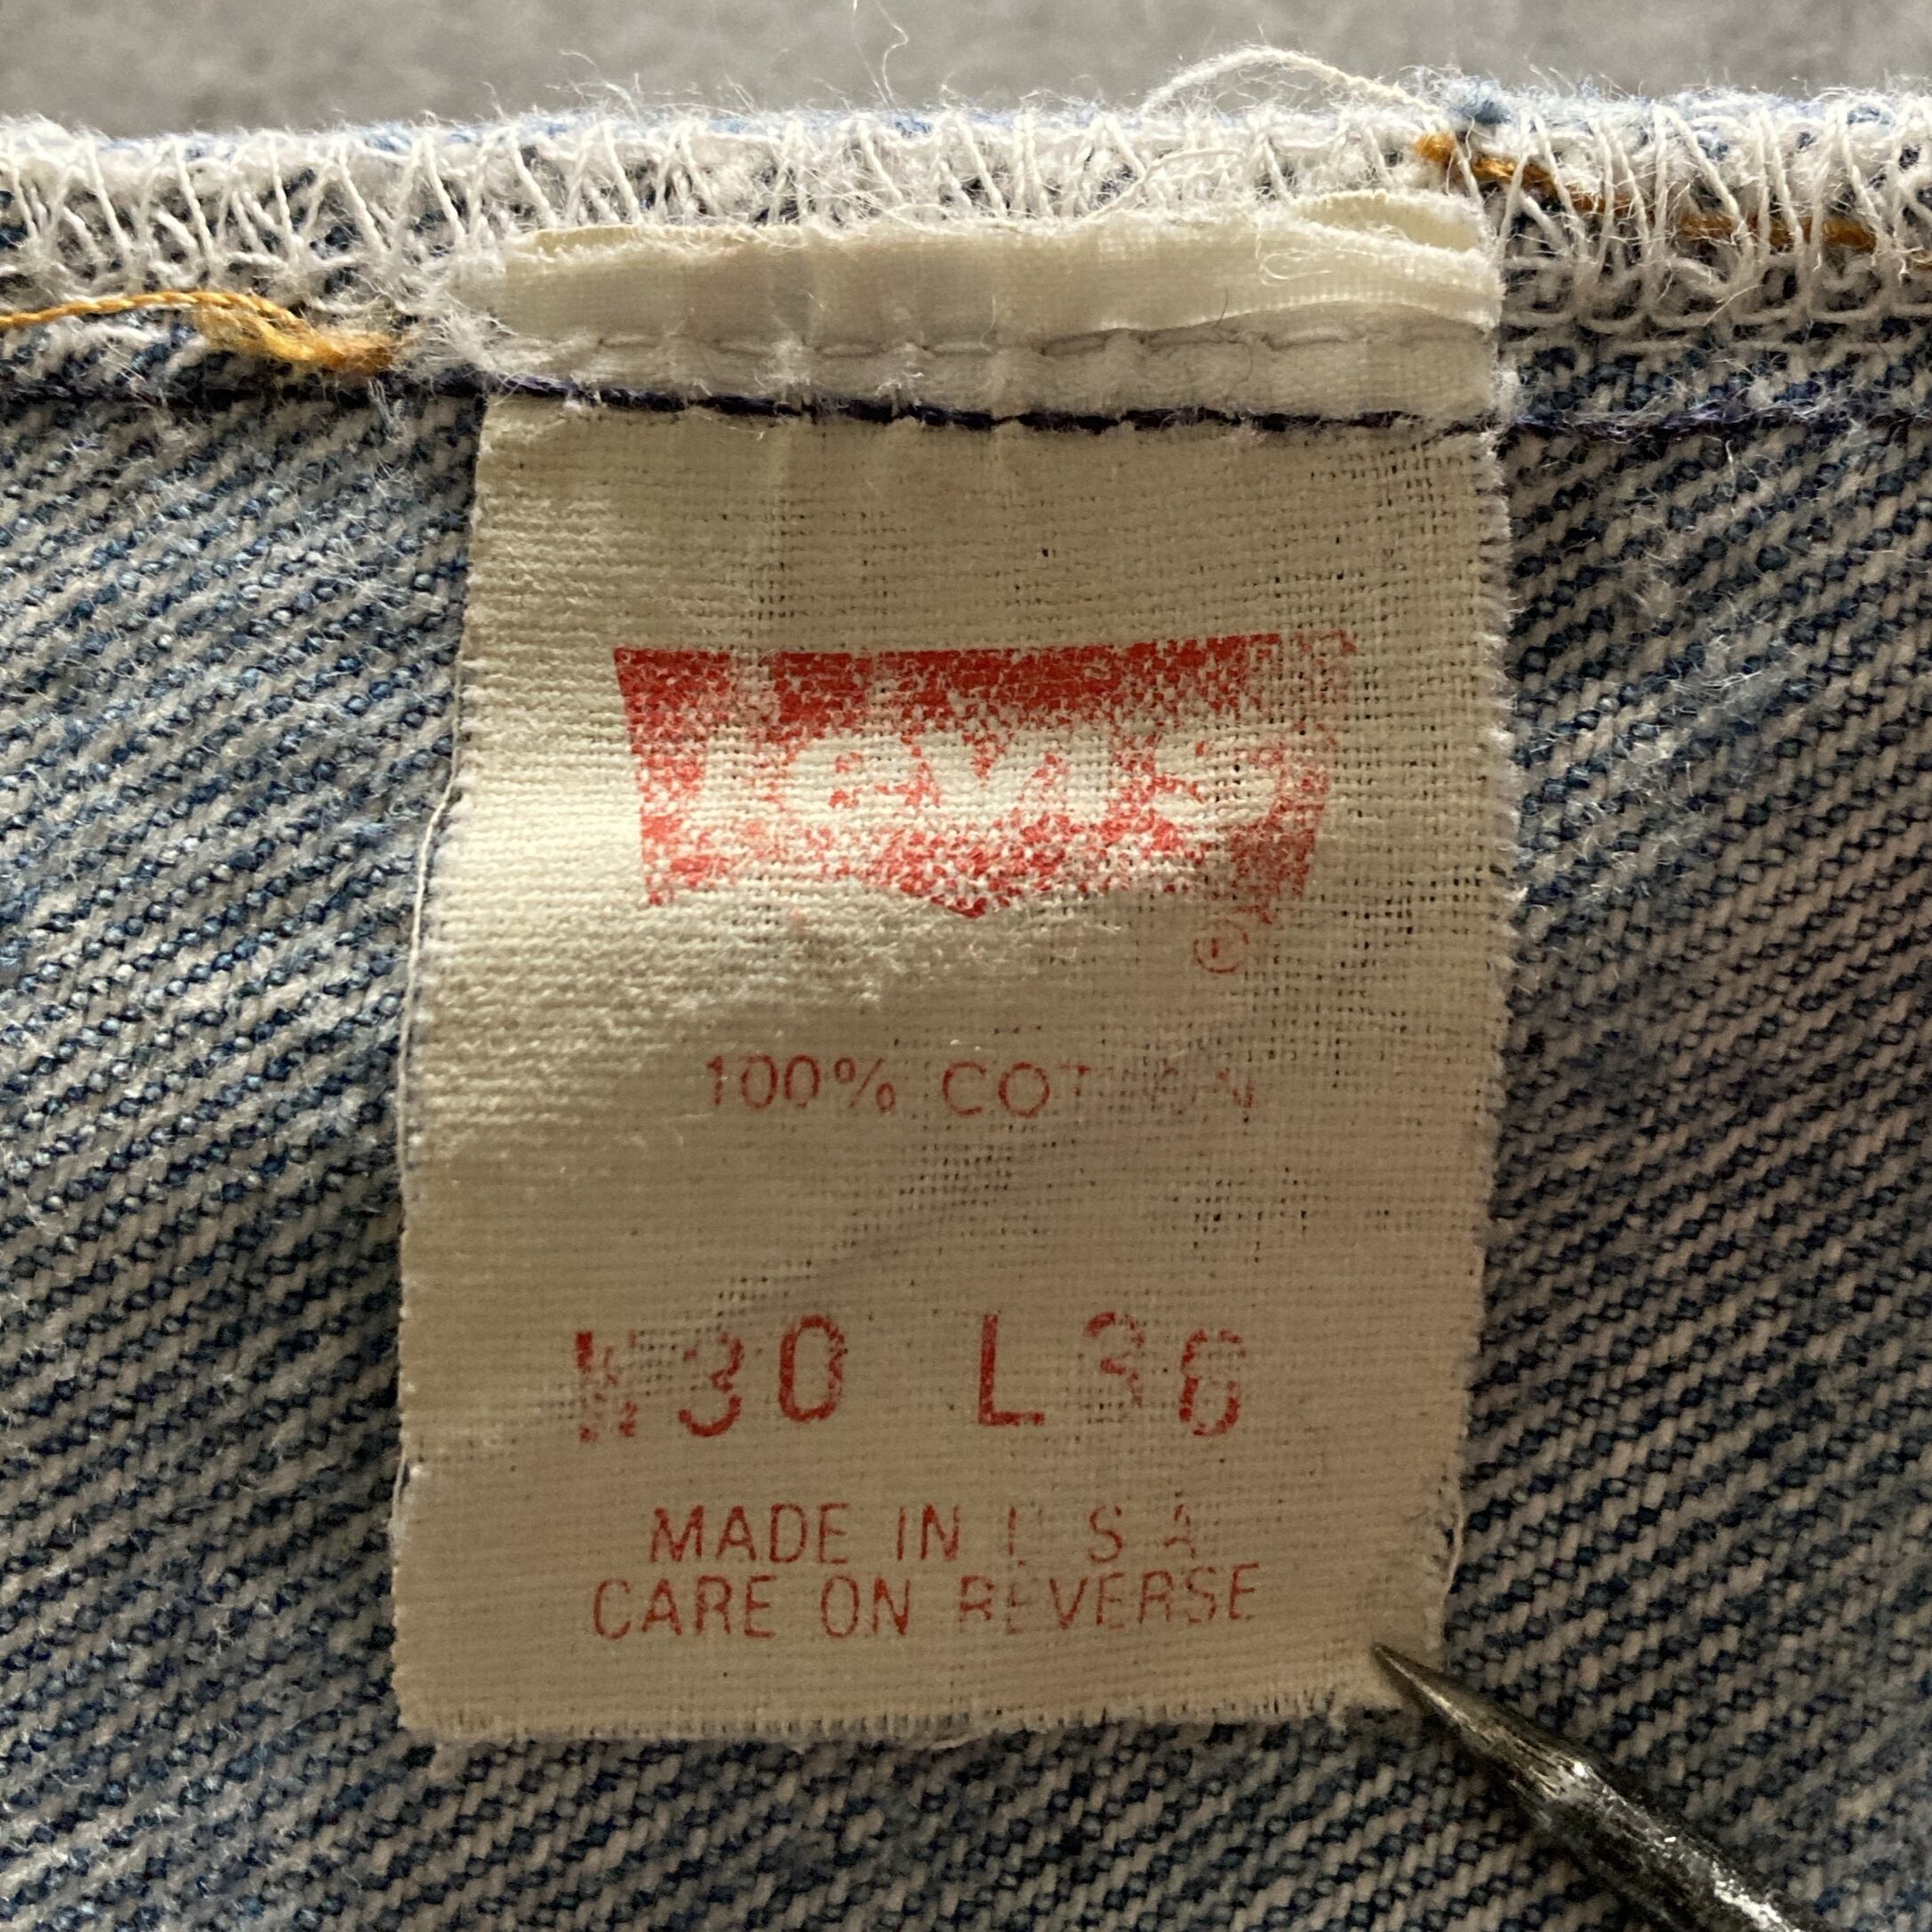 Levi's
®
100% COTTON
W30 L36
MADE IN U S A
CARE ON REVERSE